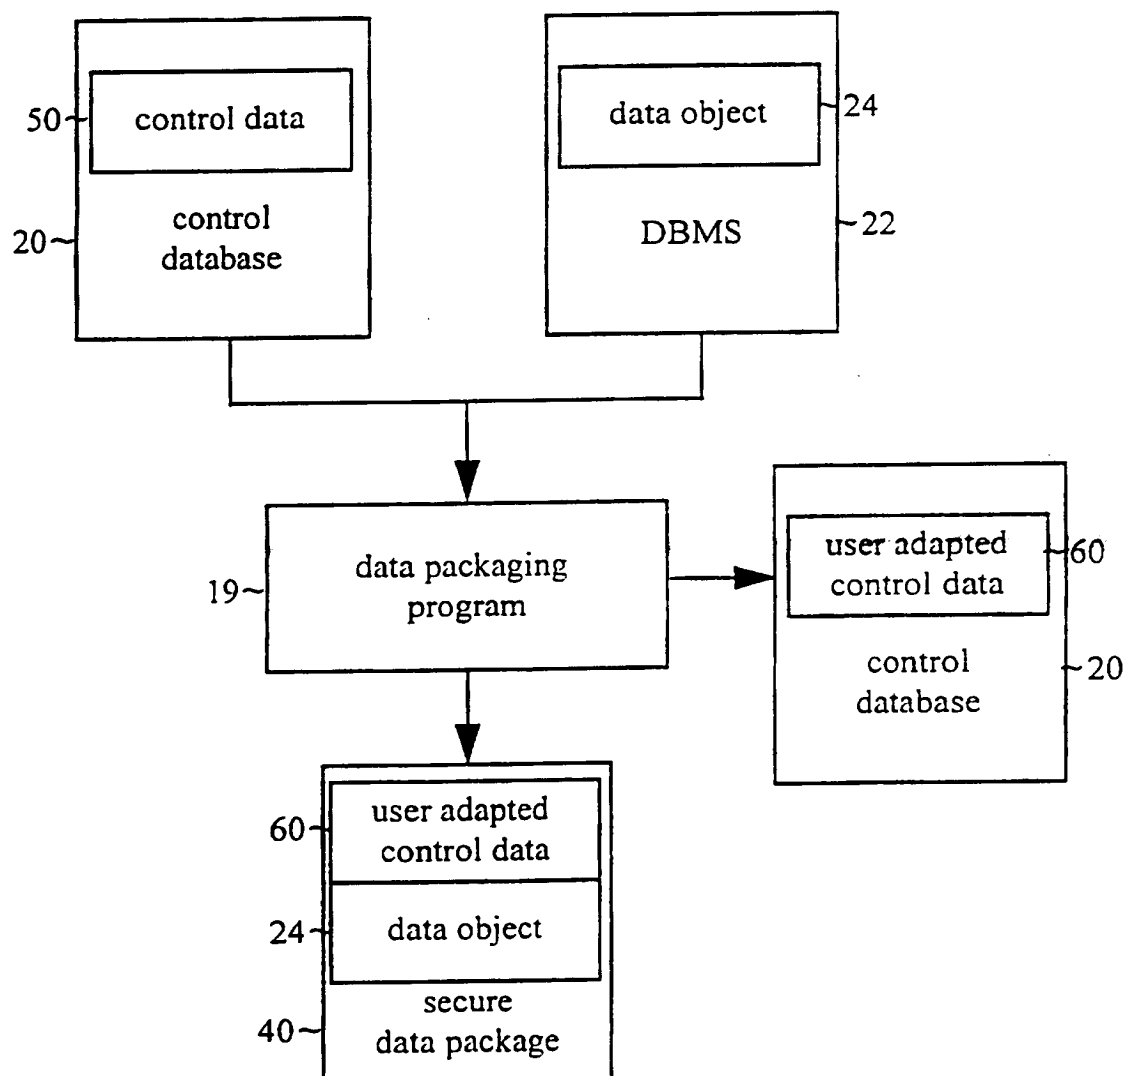 50
control data
control
database
20
data object
24
DBMS
22
data packaging
program
19
user adapted
control data
60
control
database
20
user adapted
control data
60
data object
24
secure
data package
40